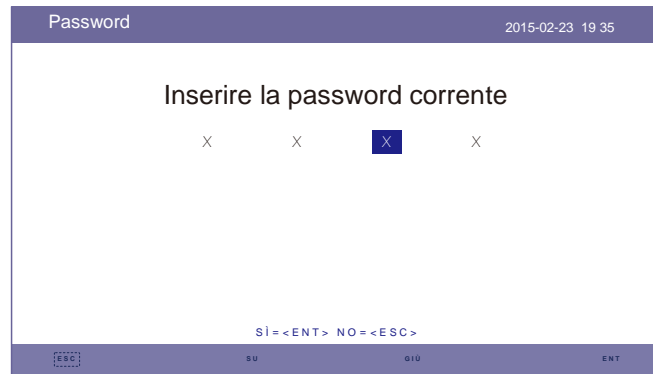 Password 2015-02-23 19 35
Inserire la password corrente
X X X X
SÌ=<ENT> NO=<ESC>
ESC SU GIÙ ENT